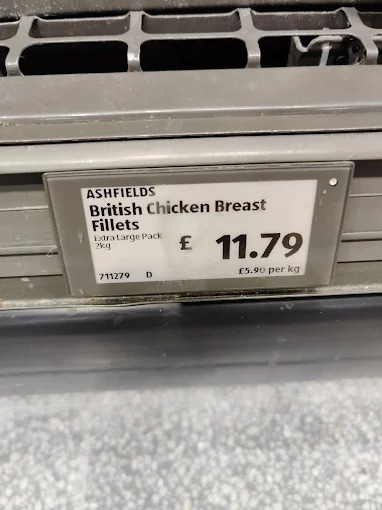 ASHFIELDS
British Chicken Breast
Fillets
Extra Large Pack
2kg
£ 11.79
711279 D
£5.90 per kg